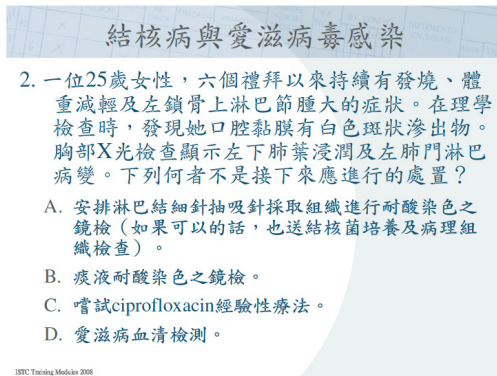 結核病與愛滋病毒感染
2. 一位25歲女性，六個禮拜以來持續有發燒、體
重減輕及左鎖骨上淋巴節腫大的症狀。在理學
檢查時，發現她口腔黏膜有白色斑狀滲出物。
胸部X光檢查顯示左下肺葉浸潤及左肺門淋巴
病變。下列何者不是接下來應進行的處置？
A. 安排淋巴結細針抽吸針採取組織進行耐酸染色之
鏡檢（如果可以的話，也送結核菌培養及病理組
織檢查）。
B. 痰液耐酸染色之鏡檢。
C. 嚐試ciprofloxacin經驗性療法。
D. 愛滋病血清檢測。
ISTC Training Modules 2008